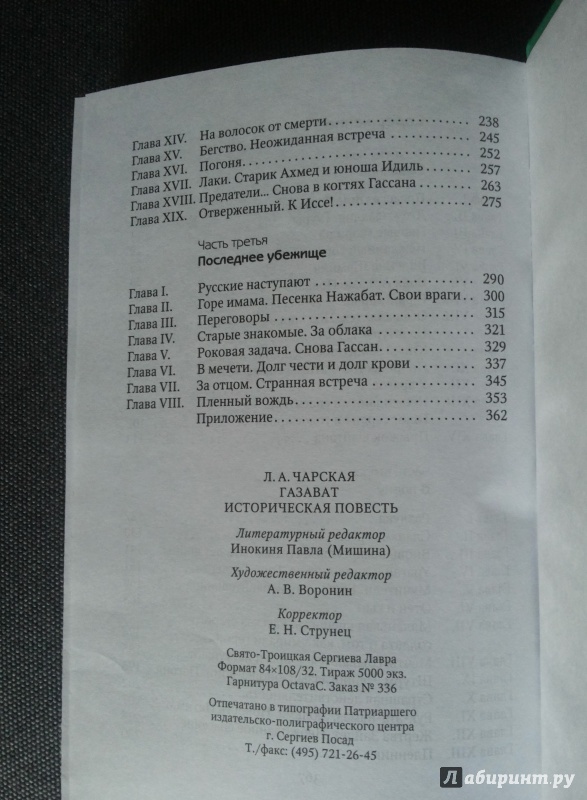 Глава XIV. На волосок от смерти 238
Глава XV. Бегство. Неожиданная встреча 245
Глава XVI. Погоня 252
Глава XVII. Лаки. Старик Ахмед и юноша Идиль 257
Глава XVIII. Предатели... Снова в когтях Гассана 263
Глава XIX. Отверженный. К Иссе! 275
Часть третья
Последнее убежище
Глава I. Русские наступают 290
Глава II. Горе имама. Песенка Нажабат. Свои враги 300
Глава III. Переговоры 315
Глава IV. Старые знакомые. За облака 321
Глава V. Роковая задача. Снова Гассан. 329
Глава VI. В мечети. Долг чести и долг крови 337
Глава VII. За отцом. Странная встреча 345
Глава VIII. Пленный вождь 353
Приложение 362
Л. А. ЧАРСКАЯ
ГАЗАВАТ
ИСТОРИЧЕСКАЯ ПОВЕСТЬ
Литературный редактор
Инокиня Павла (Мишина)
Художественный редактор
А. В. Воронин
Корректор
Е. Н. Струнец
Свято-Троицкая Сергиева Лавра
Формат 84×108/32. Тираж 5000 экз.
Гарнитура OctavaC. Заказ № 336
Отпечатано в типографии Патриаршего
издательско-полиграфического центра
г. Сергиев Посад
Т./факс: (495) 721-26-45
Лабиринт.ру